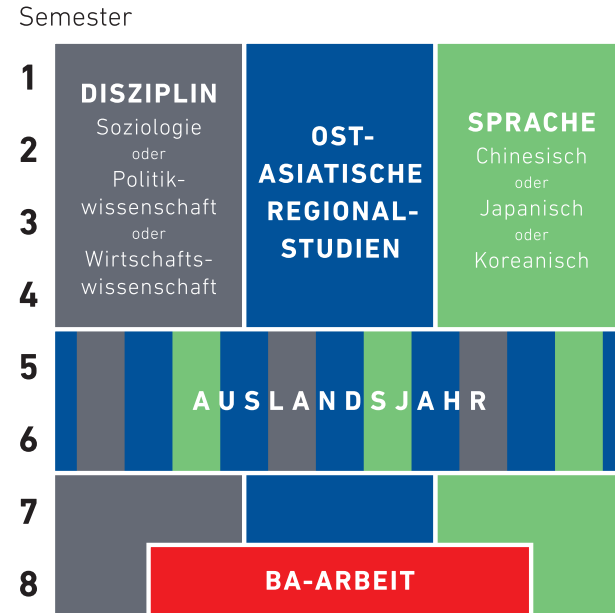 Semester
1
2
3
4
5
6
7
8
DISZIPLIN
Soziologie
oder
Politik-
wissenschaft
oder
Wirtschafts-
wissenschaft
OST-
ASIATISCHE
REGIONAL-
STUDIEN
SPRACHE
Chinesisch
oder
Japanisch
oder
Koreanisch
AUSLANDSJAHR
BA-ARBEIT